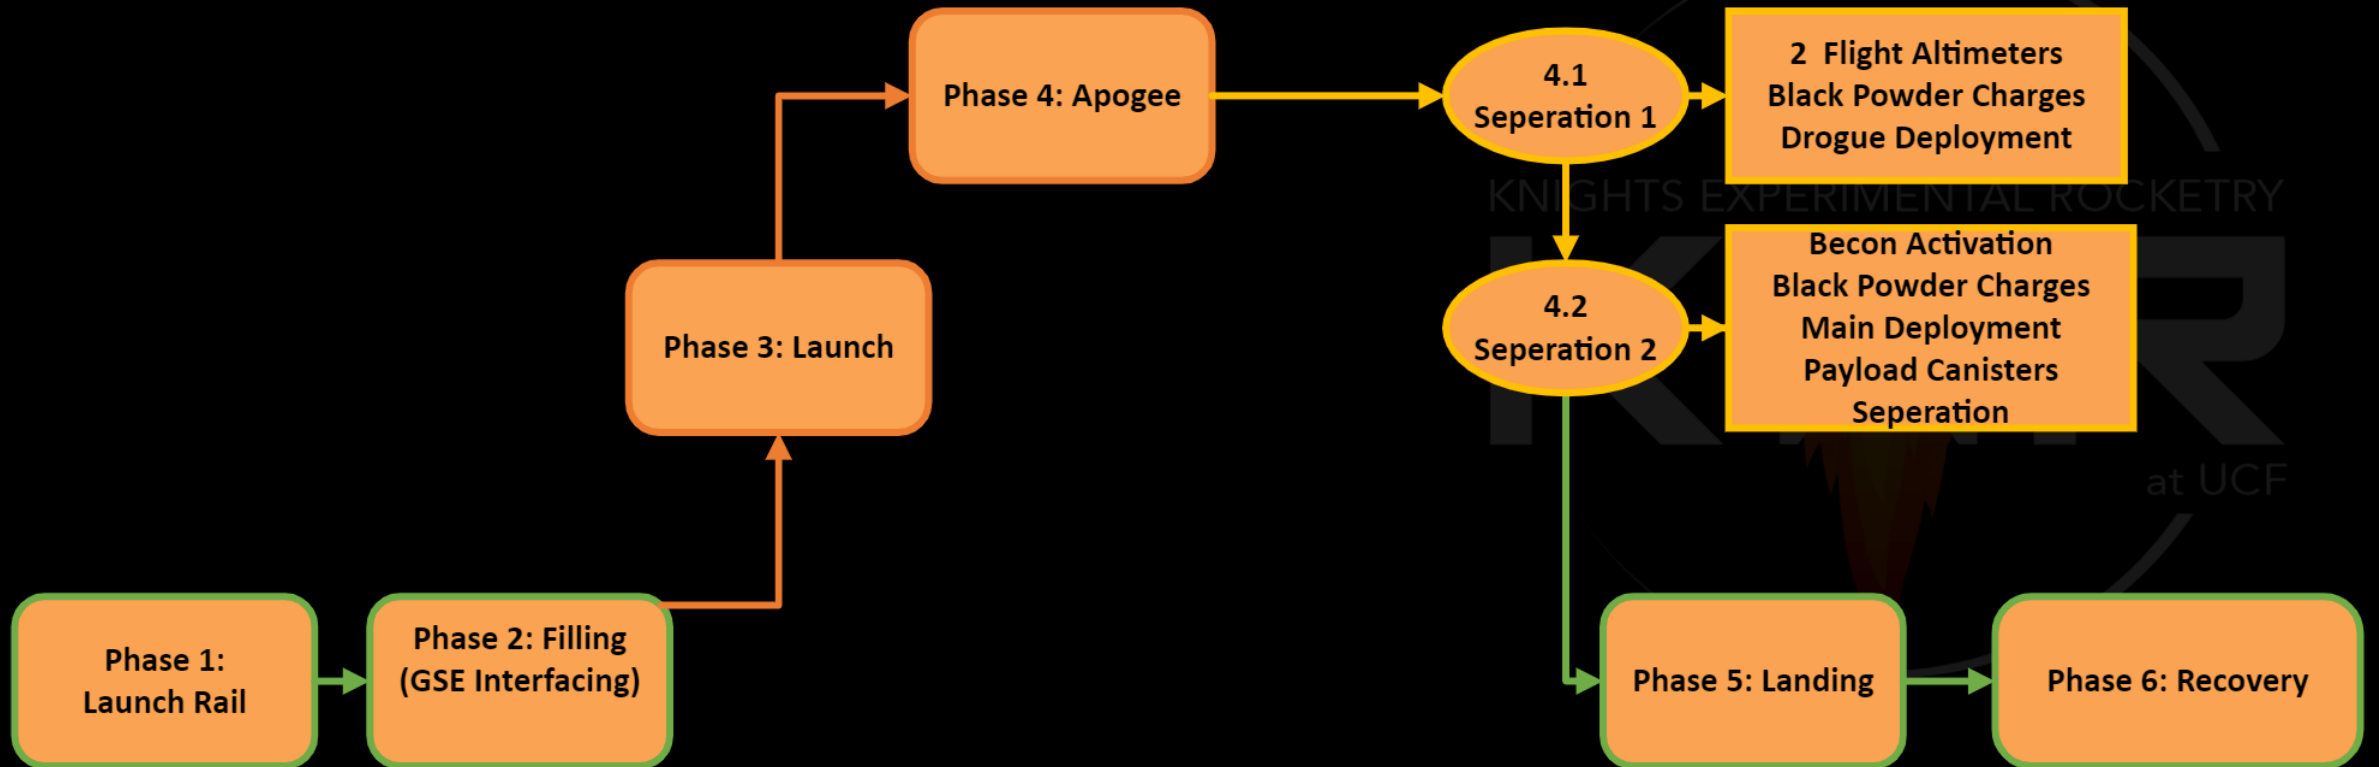 Phase 1:
Launch Rail
Phase 2: Filling
(GSE Interfacing)
Phase 3: Launch
Phase 4: Apogee
4.1
Seperation 1
2  Flight Altimeters
Black Powder Charges
Drogue Deployment
4.2
Seperation 2
Becon Activation
Black Powder Charges
Main Deployment
Payload Canisters
Seperation
Phase 5: Landing
Phase 6: Recovery
KNIGHTS EXPERIMENTAL ROCKETRY
at UCF